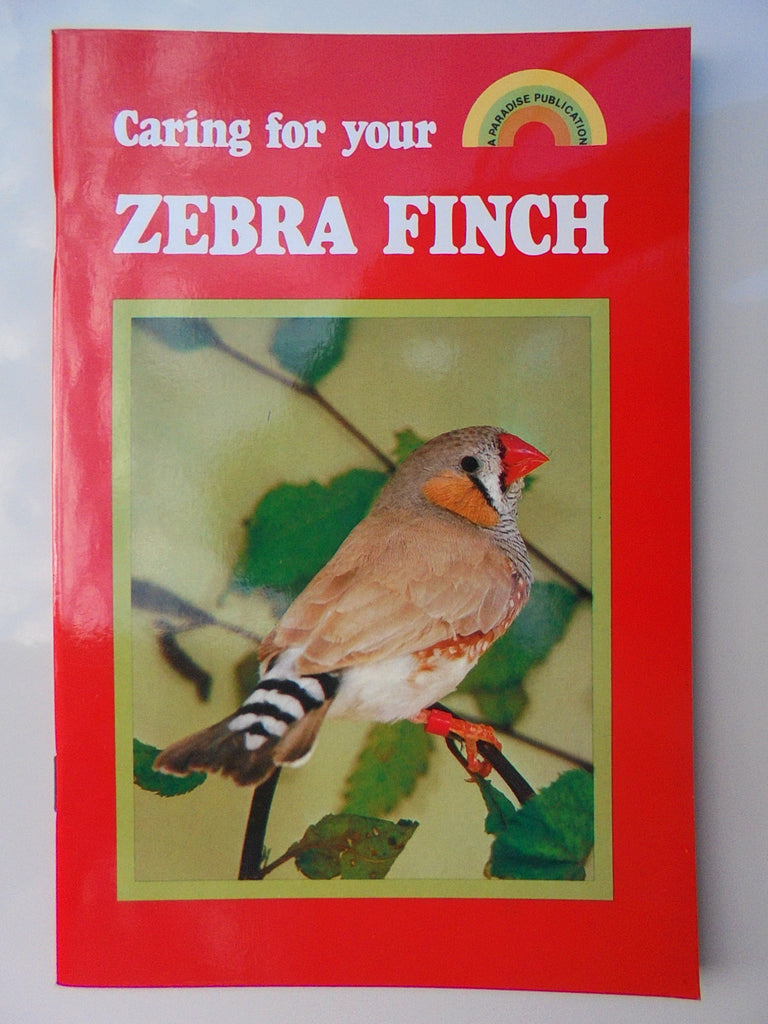 A PARADISE PUBLICATION
Caring for your
ZEBRA FINCH